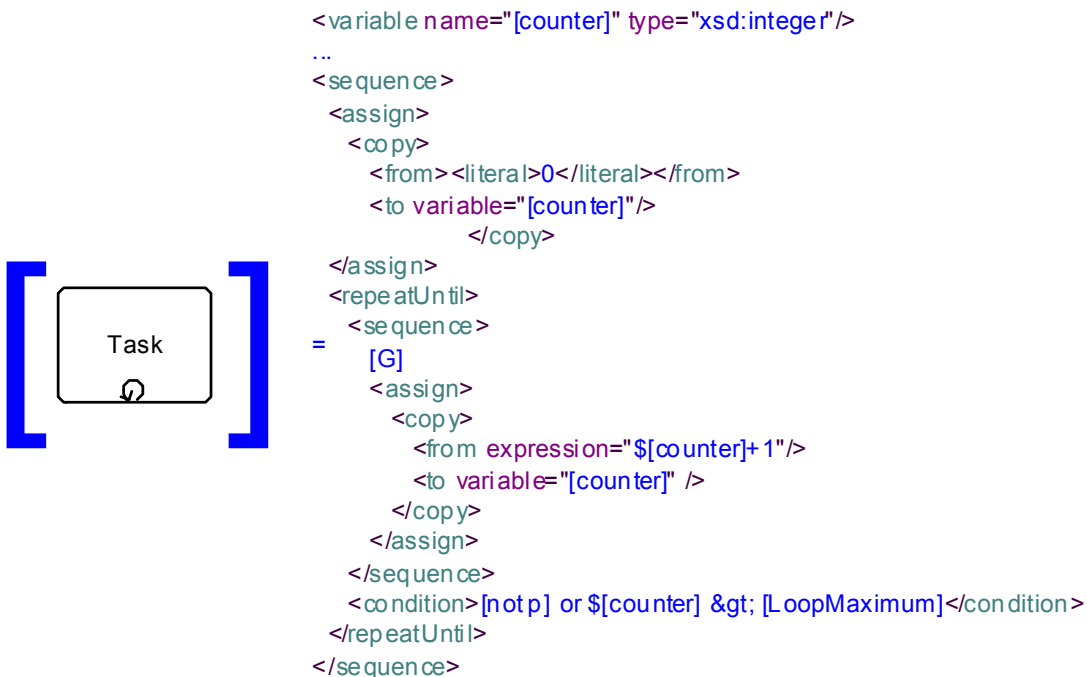 <variable name="[counter]" type="xsd:integer"/>
...
<sequence>
<assign>
<copy>
<from><literal>0</literal></from>
<to variable="[counter]"/>
</copy>
</assign>
<repeatUntil>
<sequence>
Task
=
[G]
<assign>
<copy>
<from expression="$[counter]+1"/>
<to variable="[counter]" />
</copy>
</assign>
</sequence>
<condition>[not p] or $[counter] &gt; [LoopMaximum]</condition>
</repeatUntil>
</sequence>